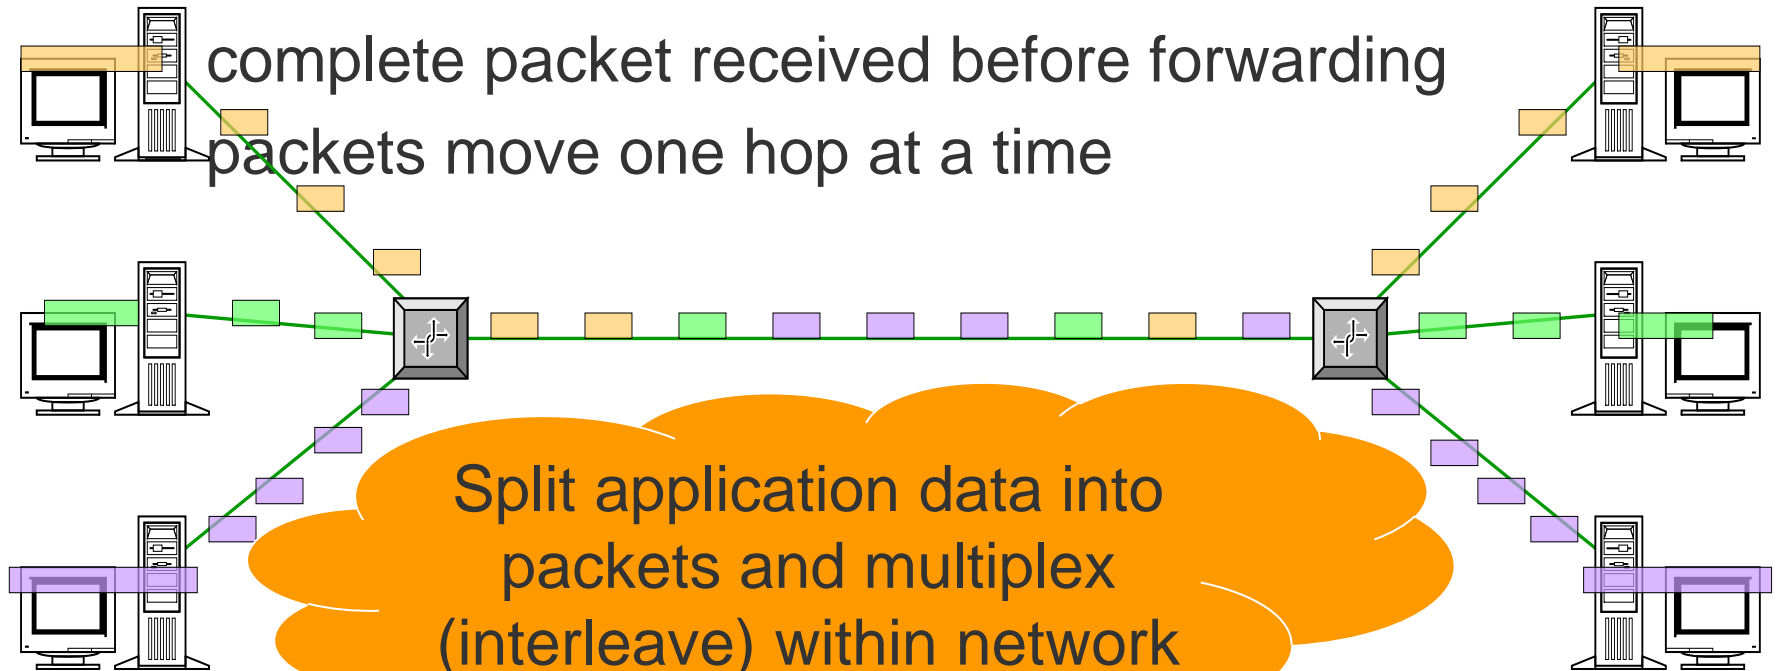 complete packet received before forwarding
packets move one hop at a time
Split application data into
packets and multiplex
(interleave) within network